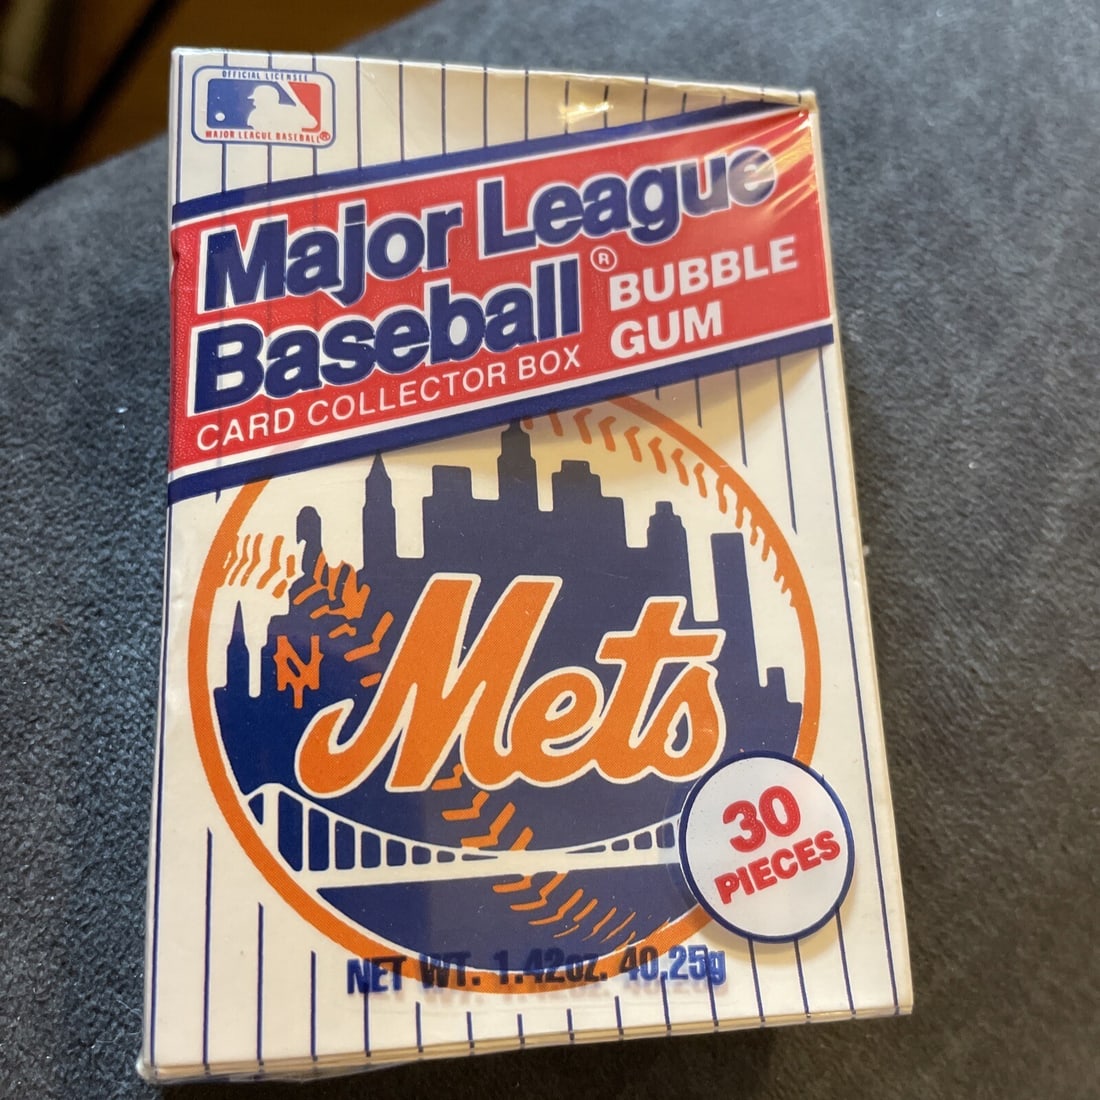 OFFICIAL LICENSEE
MAJOR LEAGUE BASEBALL®
Major League
Baseball®
CARD COLLECTOR BOX
BUBBLE
GUM
NY
Mets
30
PIECES
NET WT. 1.42oz. 40.25g